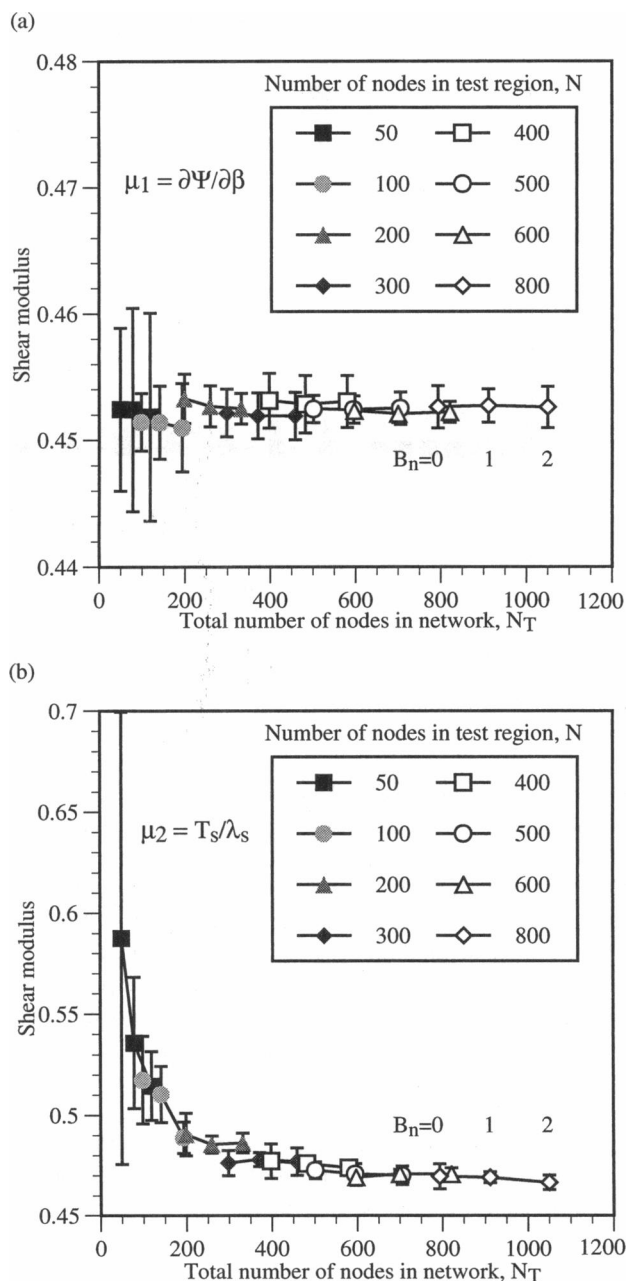 (a)
0.48
Number of nodes in test region, N
50 400
100 500
200 600
300 800
μ1 = ∂Ψ/∂β
0.47
Shear modulus
0.46
0.45
Bn=0 1 2
0.44
0 200 400 600 800 1000 1200
Total number of nodes in network, NT
(b)
0.7
Number of nodes in test region, N
50 400
100 500
200 600
300 800
μ2 = Ts/λs
0.65
0.6
Shear modulus
0.55
0.5
Bn=0 1 2
0.45
0 200 400 600 800 1000 1200
Total number of nodes in network, NT